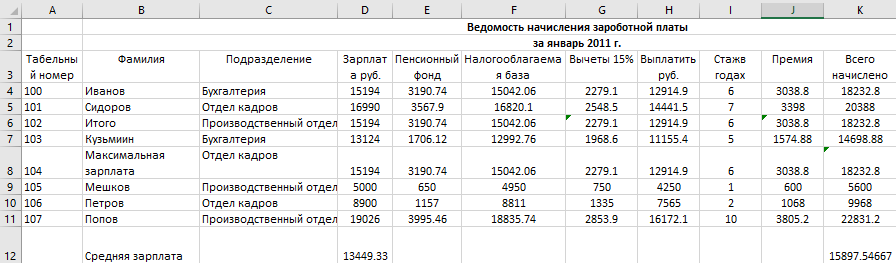 A B C D E F G H I J K
1 Ведомость начисления зароботной платы
2 за январь 2011 г.
3 Табельны й номер Фамилия Подразделение Зарплат а руб. Пенсионный фонд Налогооблагаема я база Вычеты 15% Выплатить руб. Стажв годах Премия Всего начислено
4 100 Иванов Бухгалтерия 15194 3190.74 15042.06 2279.1 12914.9 6 3038.8 18232.8
5 101 Сидоров Отдел кадров 16990 3567.9 16820.1 2548.5 14441.5 7 3398 20388
6 102 Итого Производственный отдел 15194 3190.74 15042.06 2279.1 12914.9 6 3038.8 18232.8
7 103 Кузьмиин Бухгалтерия 13124 1706.12 12992.76 1968.6 11155.4 5 1574.88 14698.88
8 104 Максимальная зарплата Отдел кадров 15194 3190.74 15042.06 2279.1 12914.9 6 3038.8 18232.8
9 105 Мешков Производственный отдел 5000 650 4950 750 4250 1 600 5600
10 106 Петров Отдел кадров 8900 1157 8811 1335 7565 2 1068 9968
11 107 Попов Производственный отдел 19026 3995.46 18835.74 2853.9 16172.1 10 3805.2 22831.2
12 Средняя зарплата 13449.33 15897.54667